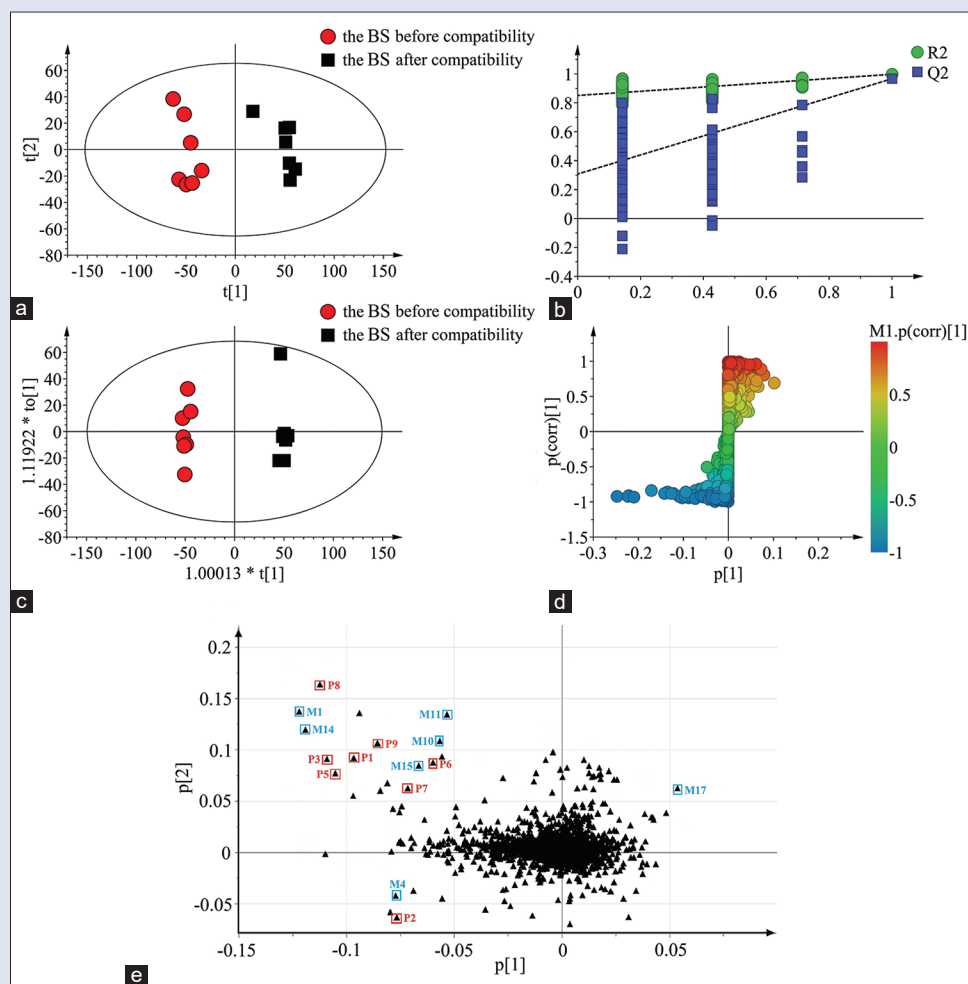 the BS before compatibility
the BS after compatibility
t[2]
60
40
20
0
-20
-40
-60
-80
-150 -100 -50 0 50 100 150
t[1]
a
R2
Q2
1
0.8
0.6
0.4
0.2
0
-0.2
-0.4
0 0.2 0.4 0.6 0.8 1
b
the BS before compatibility
the BS after compatibility
1.11922 * to[1]
60
40
20
0
-20
-40
-60
-80
-150 -100 -50 0 50 100 150
1.00013 * t[1]
c
M1.p(corr)[1]
p(corr)[1]
1
0.5
0
-0.5
-1
-1.5
-0.3 -0.2 -0.1 0 0.1 0.2
p[1]
0.5
0
-0.5
-1
d
p[2]
0.2
0.15
0.1
0.05
0
-0.05
P8
M1
M11
M14
P9
M10
P3
P1
M15
P6
P5
P7
M17
M4
P2
-0.15 -0.1 -0.05 0 0.05
p[1]
e